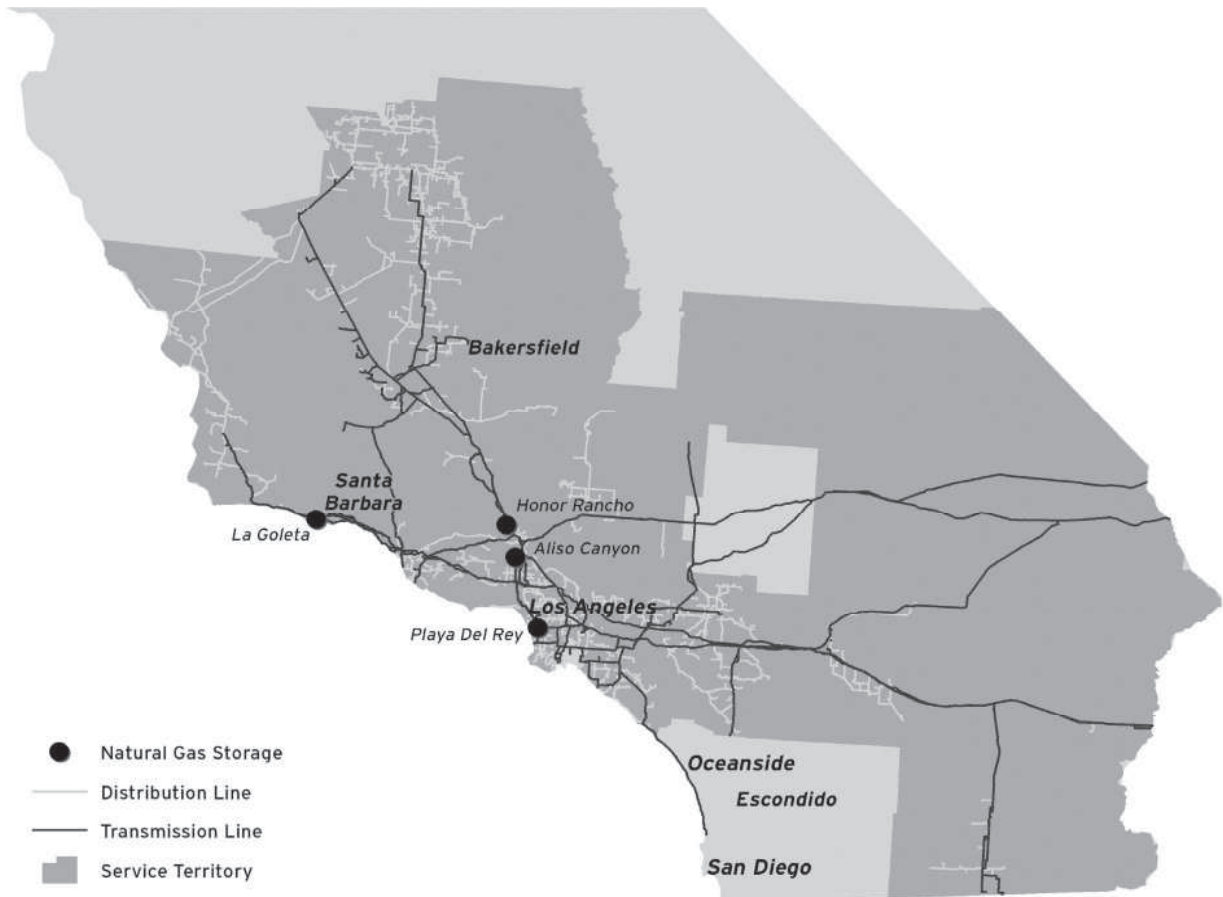 Bakersfield
Santa
Barbara
Honor Rancho
La Goleta
Aliso Canyon
Los Angeles
Playa Del Rey
Natural Gas Storage
Distribution Line
Transmission Line
Service Territory
Oceanside
Escondido
San Diego